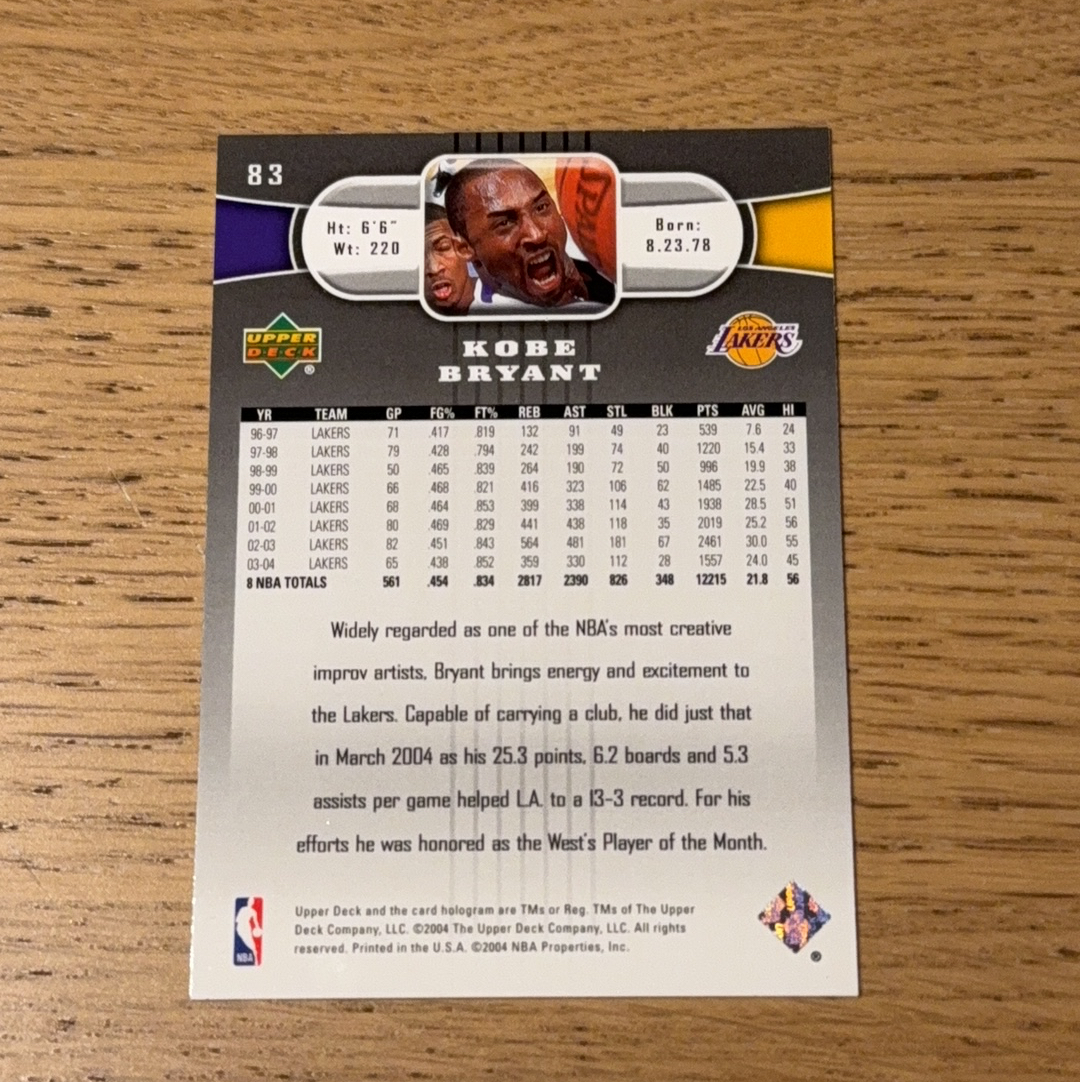 83
Ht: 6'6"
Wt: 220
Born:
8.23.78
UPPER
DECK
®
LOS ANGELES
LAKERS
KOBE
BRYANT
YR TEAM GP FG% FT% REB AST STL BLK PTS AVG HI
96-97 LAKERS 71 .417 .819 132 91 49 23 539 7.6 24
97-98 LAKERS 79 .428 .794 242 199 74 40 1220 15.4 33
98-99 LAKERS 50 .465 .839 264 190 72 50 996 19.9 38
99-00 LAKERS 66 .468 .821 416 323 106 62 1485 22.5 40
00-01 LAKERS 68 .464 .853 399 338 114 43 1938 28.5 51
01-02 LAKERS 80 .469 .829 441 438 118 35 2019 25.2 56
02-03 LAKERS 82 .451 .843 564 481 181 67 2461 30.0 55
03-04 LAKERS 65 .438 .852 359 330 112 28 1557 24.0 45
8 NBA TOTALS 561 .454 .834 2817 2390 826 348 12215 21.8 56
Widely regarded as one of the NBA's most creative
improv artists, Bryant brings energy and excitement to
the Lakers. Capable of carrying a club, he did just that
in March 2004 as his 25.3 points, 6.2 boards and 5.3
assists per game helped L.A. to a 13-3 record. For his
efforts he was honored as the West's Player of the Month.
Upper Deck and the card hologram are TMs or Reg. TMs of The Upper
Deck Company, LLC. ©2004 The Upper Deck Company, LLC. All rights
reserved. Printed in the U.S.A. ©2004 NBA Properties, Inc.
NBA
®